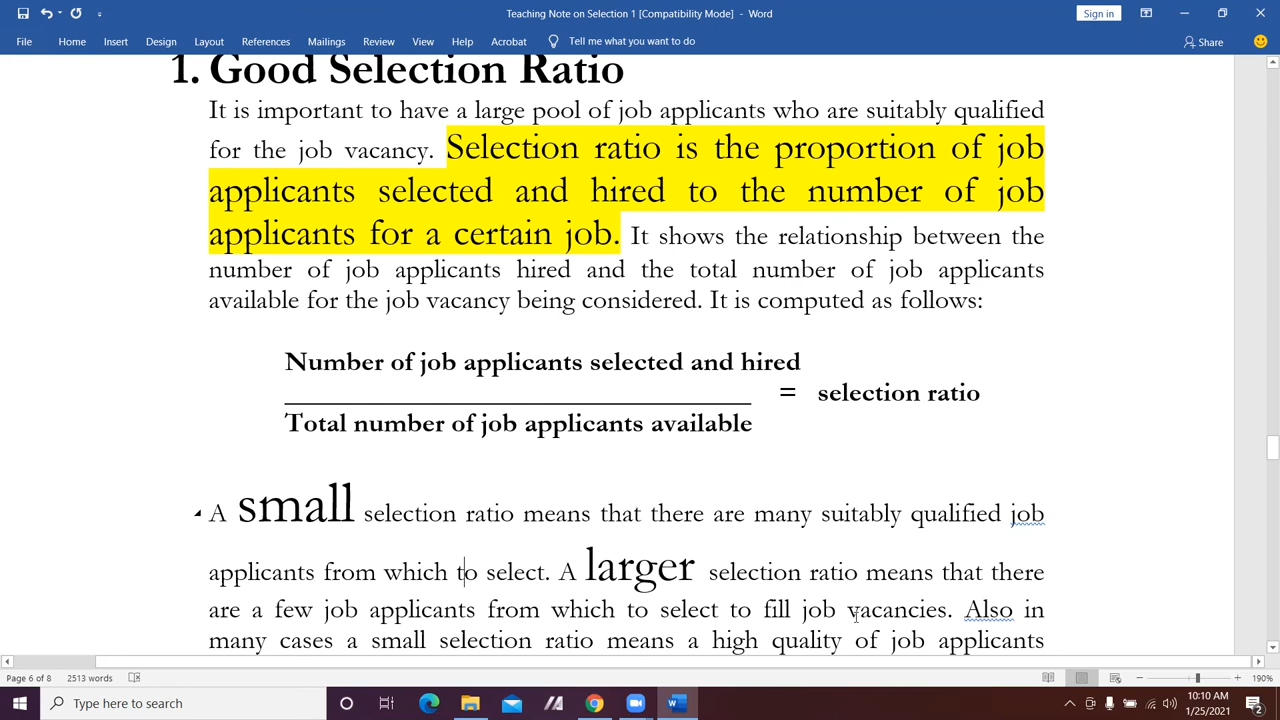 Teaching Note on Selection 1 [Compatibility Mode] - Word
Sign in
File Home Insert Design Layout References Mailings Review View Help Acrobat Tell me what you want to do Share
1. Good Selection Ratio
It is important to have a large pool of job applicants who are suitably qualified
for the job vacancy. Selection ratio is the proportion of job
applicants selected and hired to the number of job
applicants for a certain job. It shows the relationship between the
number of job applicants hired and the total number of job applicants
available for the job vacancy being considered. It is computed as follows:
Number of job applicants selected and hired
= selection ratio
Total number of job applicants available
A small selection ratio means that there are many suitably qualified job
applicants from which to select. A larger selection ratio means that there
are a few job applicants from which to select to fill job vacancies. Also in
many cases a small selection ratio means a high quality of job applicants
Page 6 of 8 2513 words 190%
Type here to search
10:10 AM
1/25/2021
2